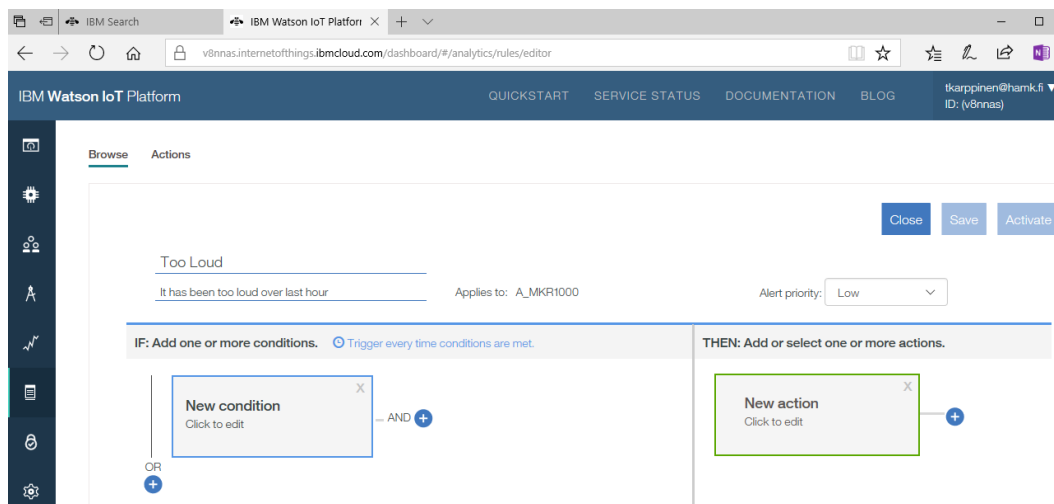 IBM Search
IBM Watson IoT Platforr
v8nnas.internetofthings.ibmcloud.com/dashboard/#/analytics/rules/editor
IBM Watson IoT Platform
QUICKSTART SERVICE STATUS DOCUMENTATION BLOG
tkarppinen@hamk.fi
ID: (v8nnas)
Browse Actions
Close Save Activate
Too Loud
It has been too loud over last hour
Applies to: A_MKR1000
Alert priority: Low
IF: Add one or more conditions. Trigger every time conditions are met.
THEN: Add or select one or more actions.
New condition X
Click to edit
AND
OR
New action X
Click to edit